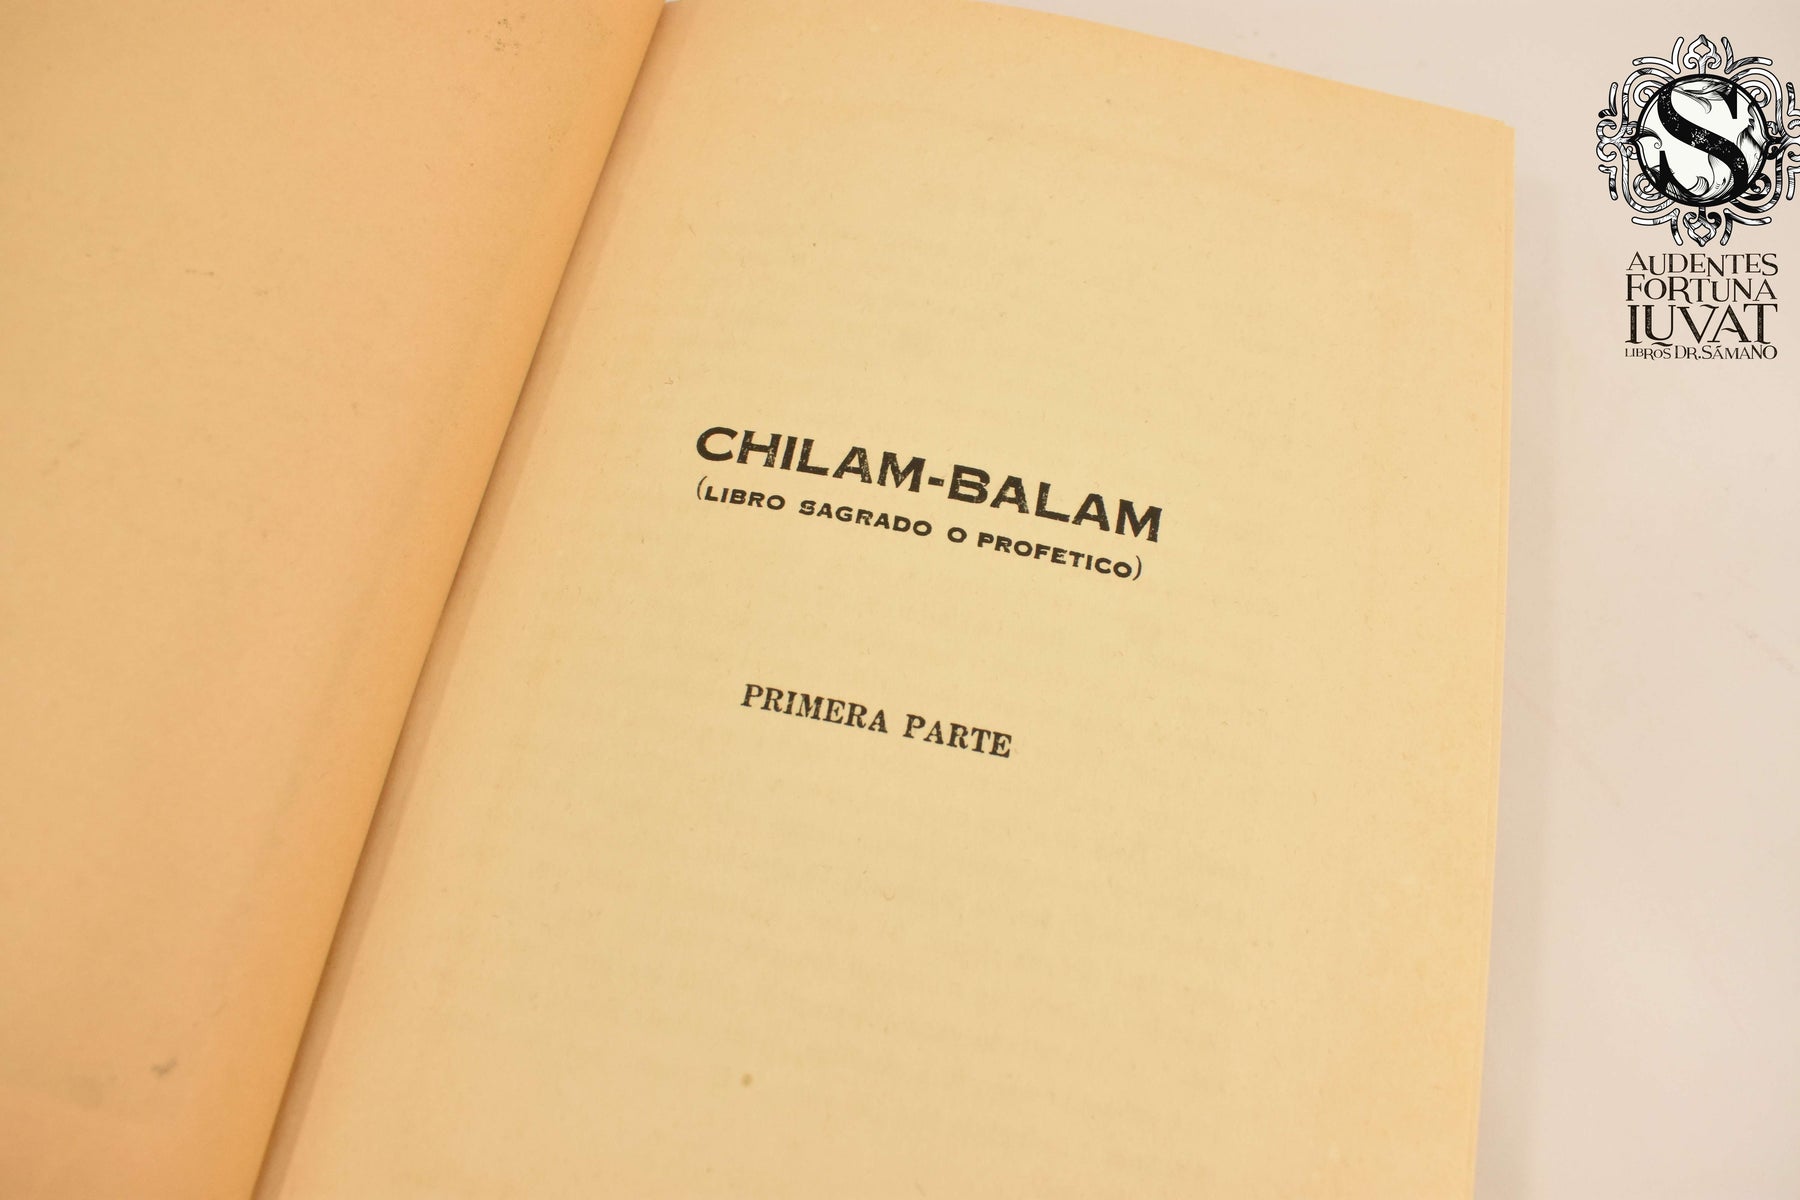 CHILAM-BALAM
(LIBRO SAGRADO O PROFETICO)
PRIMERA PARTE
S
AUDENTES
FORTUNA
IUVAT
LIBROS DR. SÁMANO